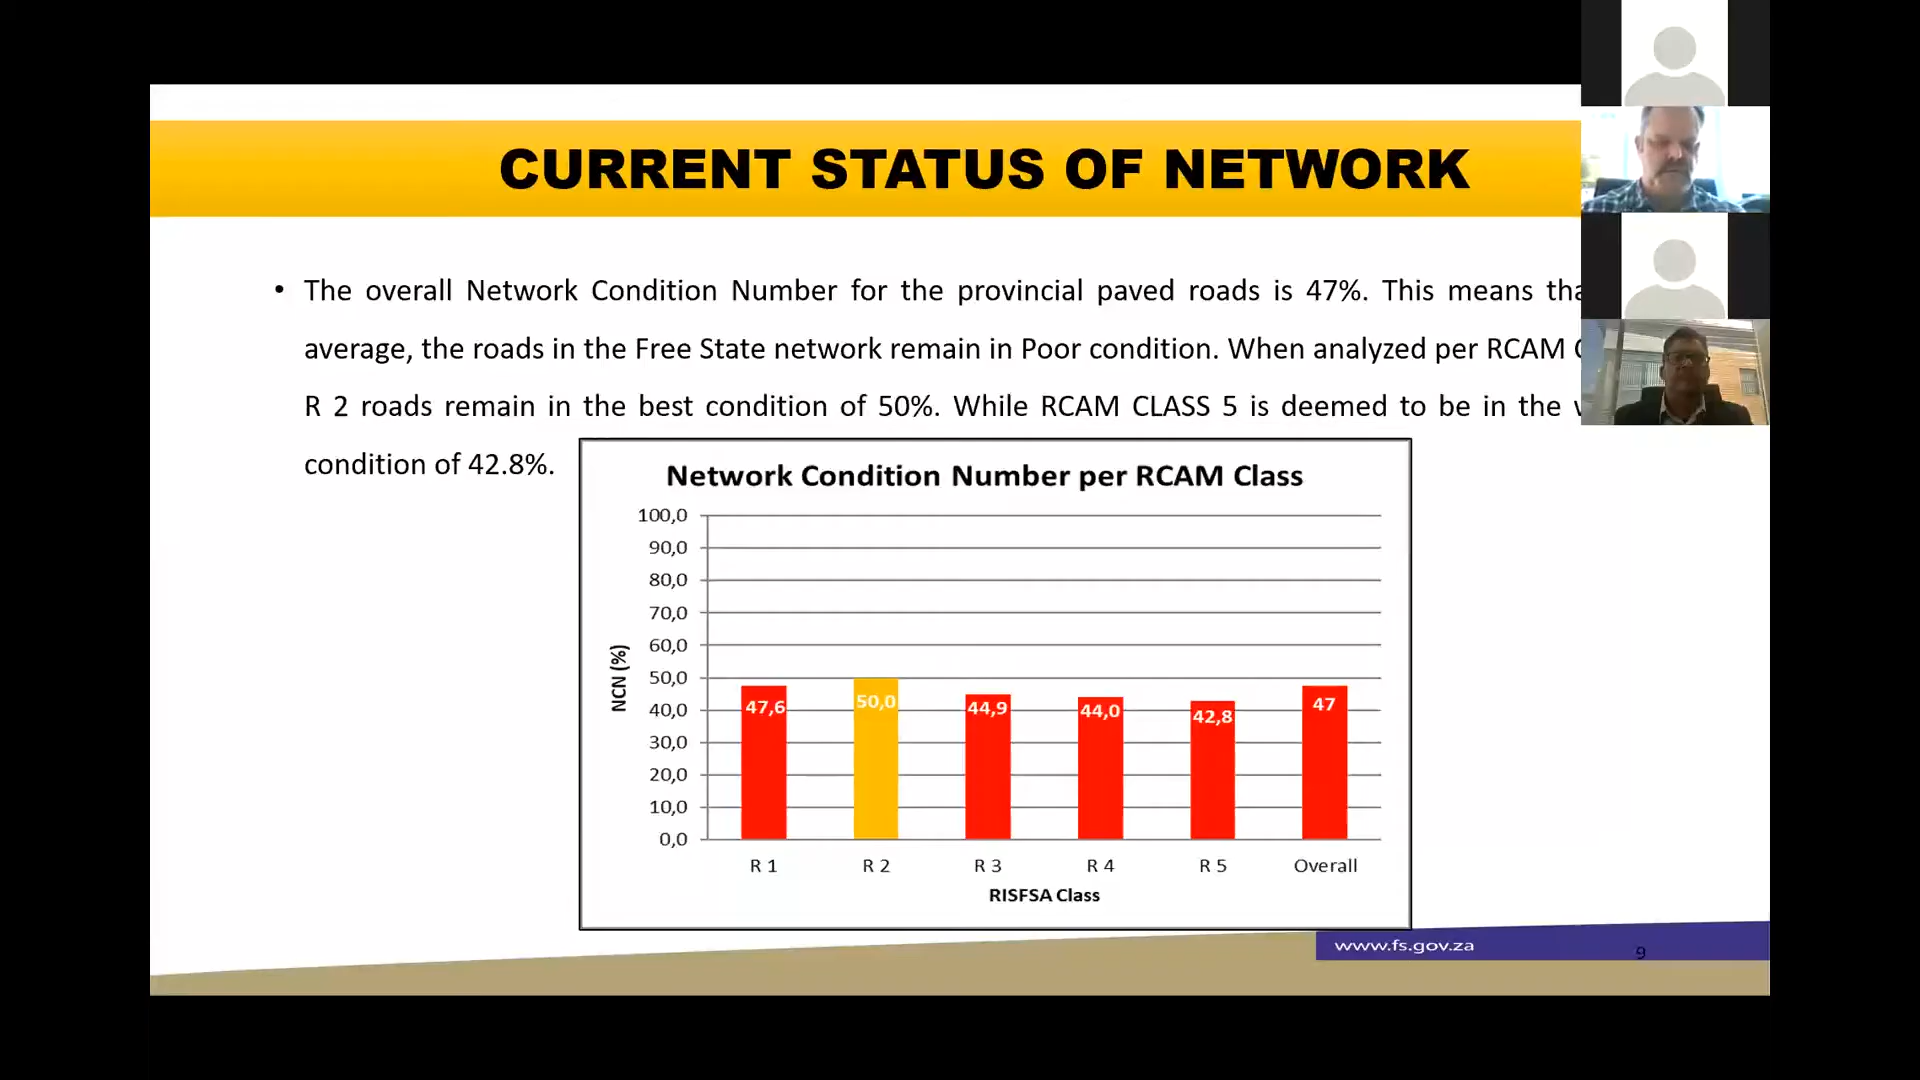 CURRENT STATUS OF NETWORK
• The overall Network Condition Number for the provincial paved roads is 47%. This means
average, the roads in the Free State network remain in Poor condition. When analyzed per RCAM
R 2 roads remain in the best condition of 50%. While RCAM CLASS 5 is deemed to be in the
condition of 42.8%.
Network Condition Number per RCAM Class
100,0
90,0
80,0
70,0
60,0
50,0
40,0
30,0
20,0
10,0
0,0
NCN (%)
47,6
50,0
44,9
44,0
42,8
47
R 1 R 2 R 3 R 4 R 5 Overall
RISFSA Class
www.fs.gov.za
9